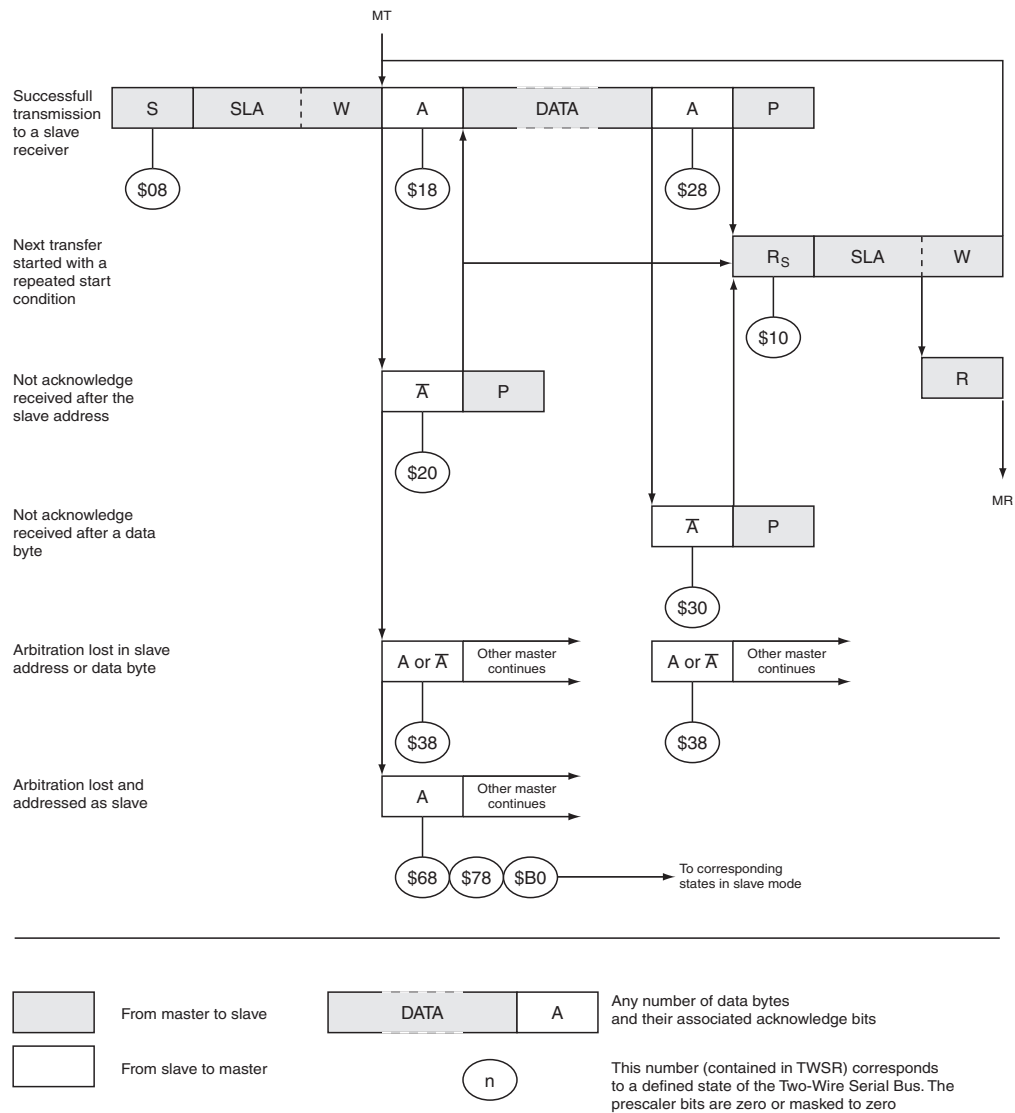 MT
Successfull
transmission
to a slave
receiver
S
SLA
W
A
DATA
A
P
$08
$18
$28
Next transfer
started with a
repeated start
condition
RS
SLA
W
$10
Not acknowledge
received after the
slave address
A̅
P
R
$20
MR
Not acknowledge
received after a data
byte
A̅
P
$30
Arbitration lost in slave
address or data byte
A or A̅
Other master
continues
A or A̅
Other master
continues
$38
$38
Arbitration lost and
addressed as slave
A
Other master
continues
$68
$78
$B0
To corresponding
states in slave mode
From master to slave
DATA
A
Any number of data bytes
and their associated acknowledge bits
From slave to master
n
This number (contained in TWSR) corresponds
to a defined state of the Two-Wire Serial Bus. The
prescaler bits are zero or masked to zero